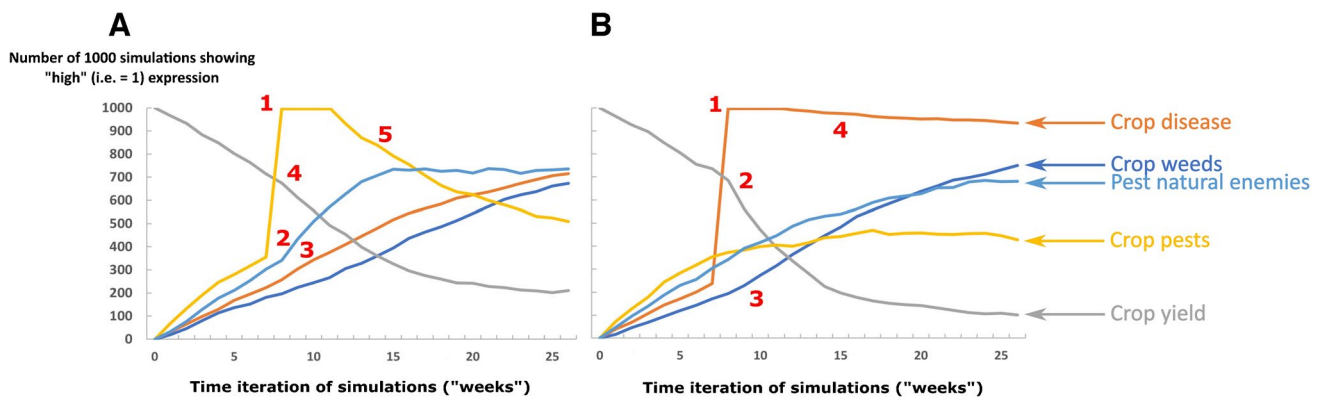 A
B
Number of 1000 simulations showing
"high" (i.e. = 1) expression
1000
900
800
700
600
500
400
300
200
100
0
0
5
10
15
20
25
1
2
3
4
5
Time iteration of simulations ("weeks")
0
5
10
15
20
25
1
2
3
4
Time iteration of simulations ("weeks")
Crop disease
Crop weeds
Pest natural enemies
Crop pests
Crop yield